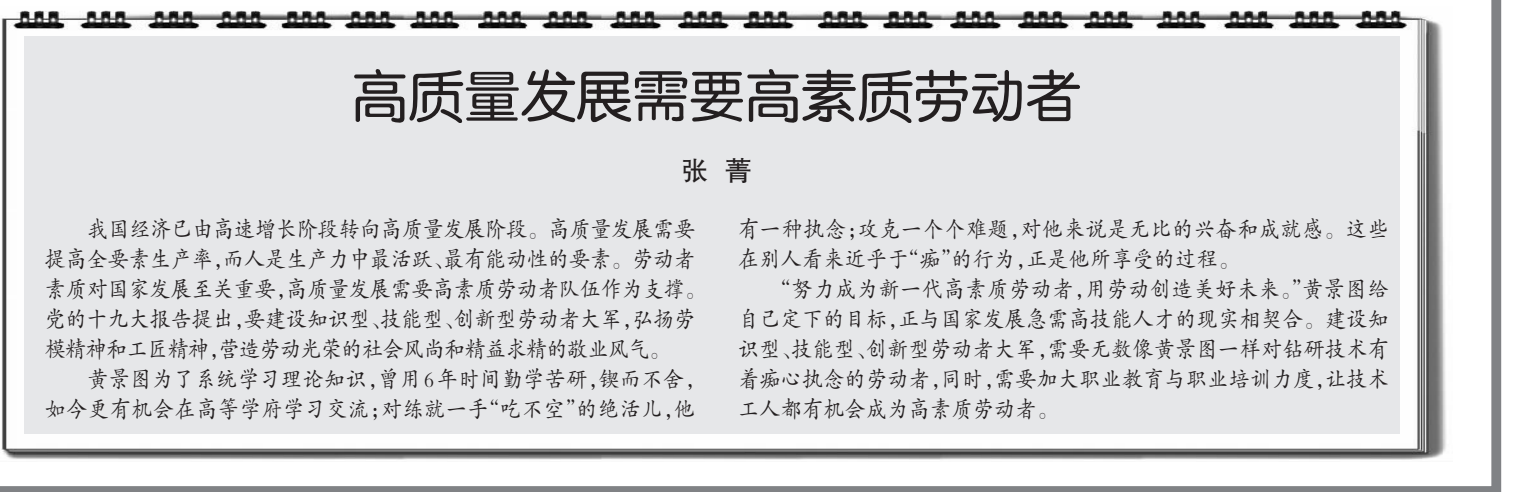 高质量发展需要高素质劳动者
张 菁
我国经济已由高速增长阶段转向高质量发展阶段。高质量发展需要
提高全要素生产率,而人是生产力中最活跃、最有能动性的要素。劳动者
素质对国家发展至关重要,高质量发展需要高素质劳动者队伍作为支撑。
党的十九大报告提出,要建设知识型、技能型、创新型劳动者大军,弘扬劳
模精神和工匠精神,营造劳动光荣的社会风尚和精益求精的敬业风气。
黄景图为了系统学习理论知识,曾用6年时间勤学苦研,锲而不舍,
如今更有机会在高等学府学习交流;对练就一手“吃不空”的绝活儿,他
有一种执念;攻克一个个难题,对他来说是无比的兴奋和成就感。这些
在别人看来近乎于“痴”的行为,正是他所享受的过程。
“努力成为新一代高素质劳动者,用劳动创造美好未来。”黄景图给
自己定下的目标,正与国家发展急需高技能人才的现实相契合。建设知
识型、技能型、创新型劳动者大军,需要无数像黄景图一样对钻研技术有
着痴心执念的劳动者,同时,需要加大职业教育与职业培训力度,让技术
工人都有机会成为高素质劳动者。